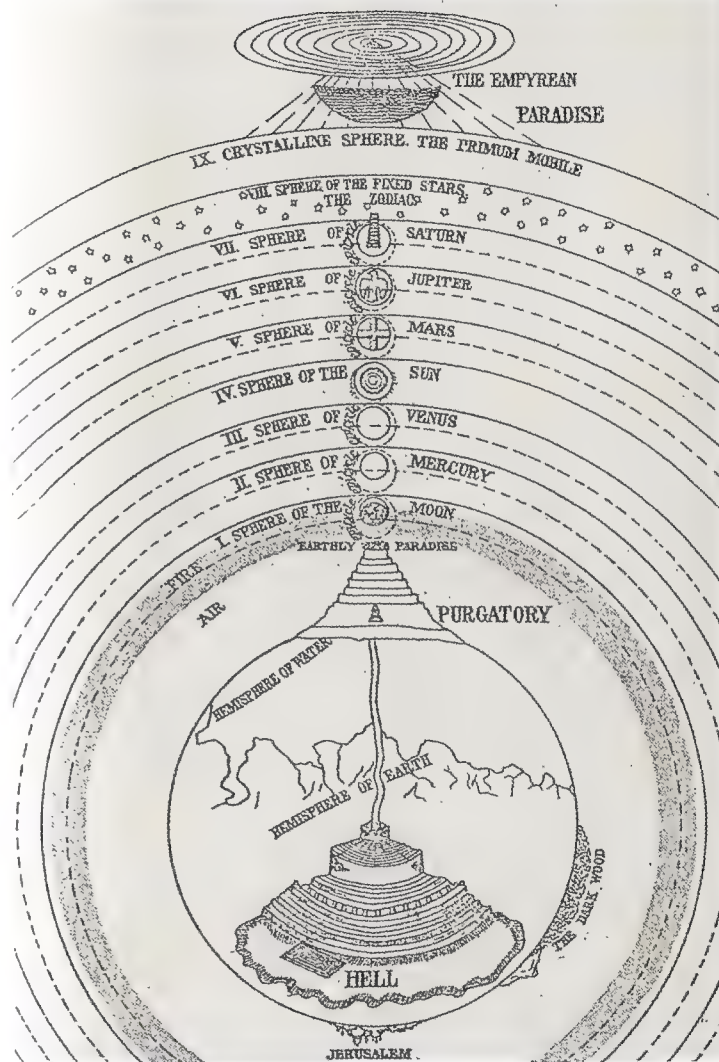 THE EMPYREAN
PARADISE
IX. CRYSTALLINE SPHERE. THE PRIMUM MOBILE
VIII. SPHERE OF THE FIXED STARS
THE ZODIAC
VII. SPHERE OF SATURN
VI. SPHERE OF JUPITER
V. SPHERE OF MARS
IV. SPHERE OF THE SUN
III. SPHERE OF VENUS
II. SPHERE OF MERCURY
I. SPHERE OF THE MOON
EARTHLY PARADISE
FIRE
AIR
PURGATORY
HEMISPHERE OF WATER
HEMISPHERE OF EARTH
THE DARK WOOD
HELL
JERUSALEM